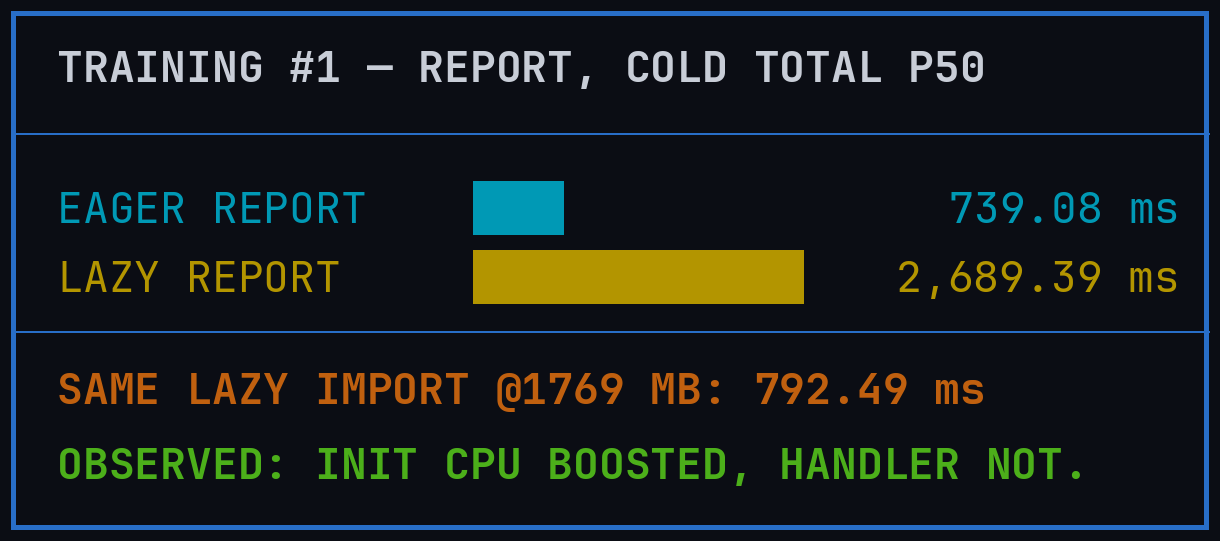 TRAINING #1 — REPORT, COLD TOTAL P50
EAGER REPORT 739.08 ms
LAZY REPORT 2,689.39 ms
SAME LAZY IMPORT @1769 MB: 792.49 ms
OBSERVED: INIT CPU BOOSTED, HANDLER NOT.